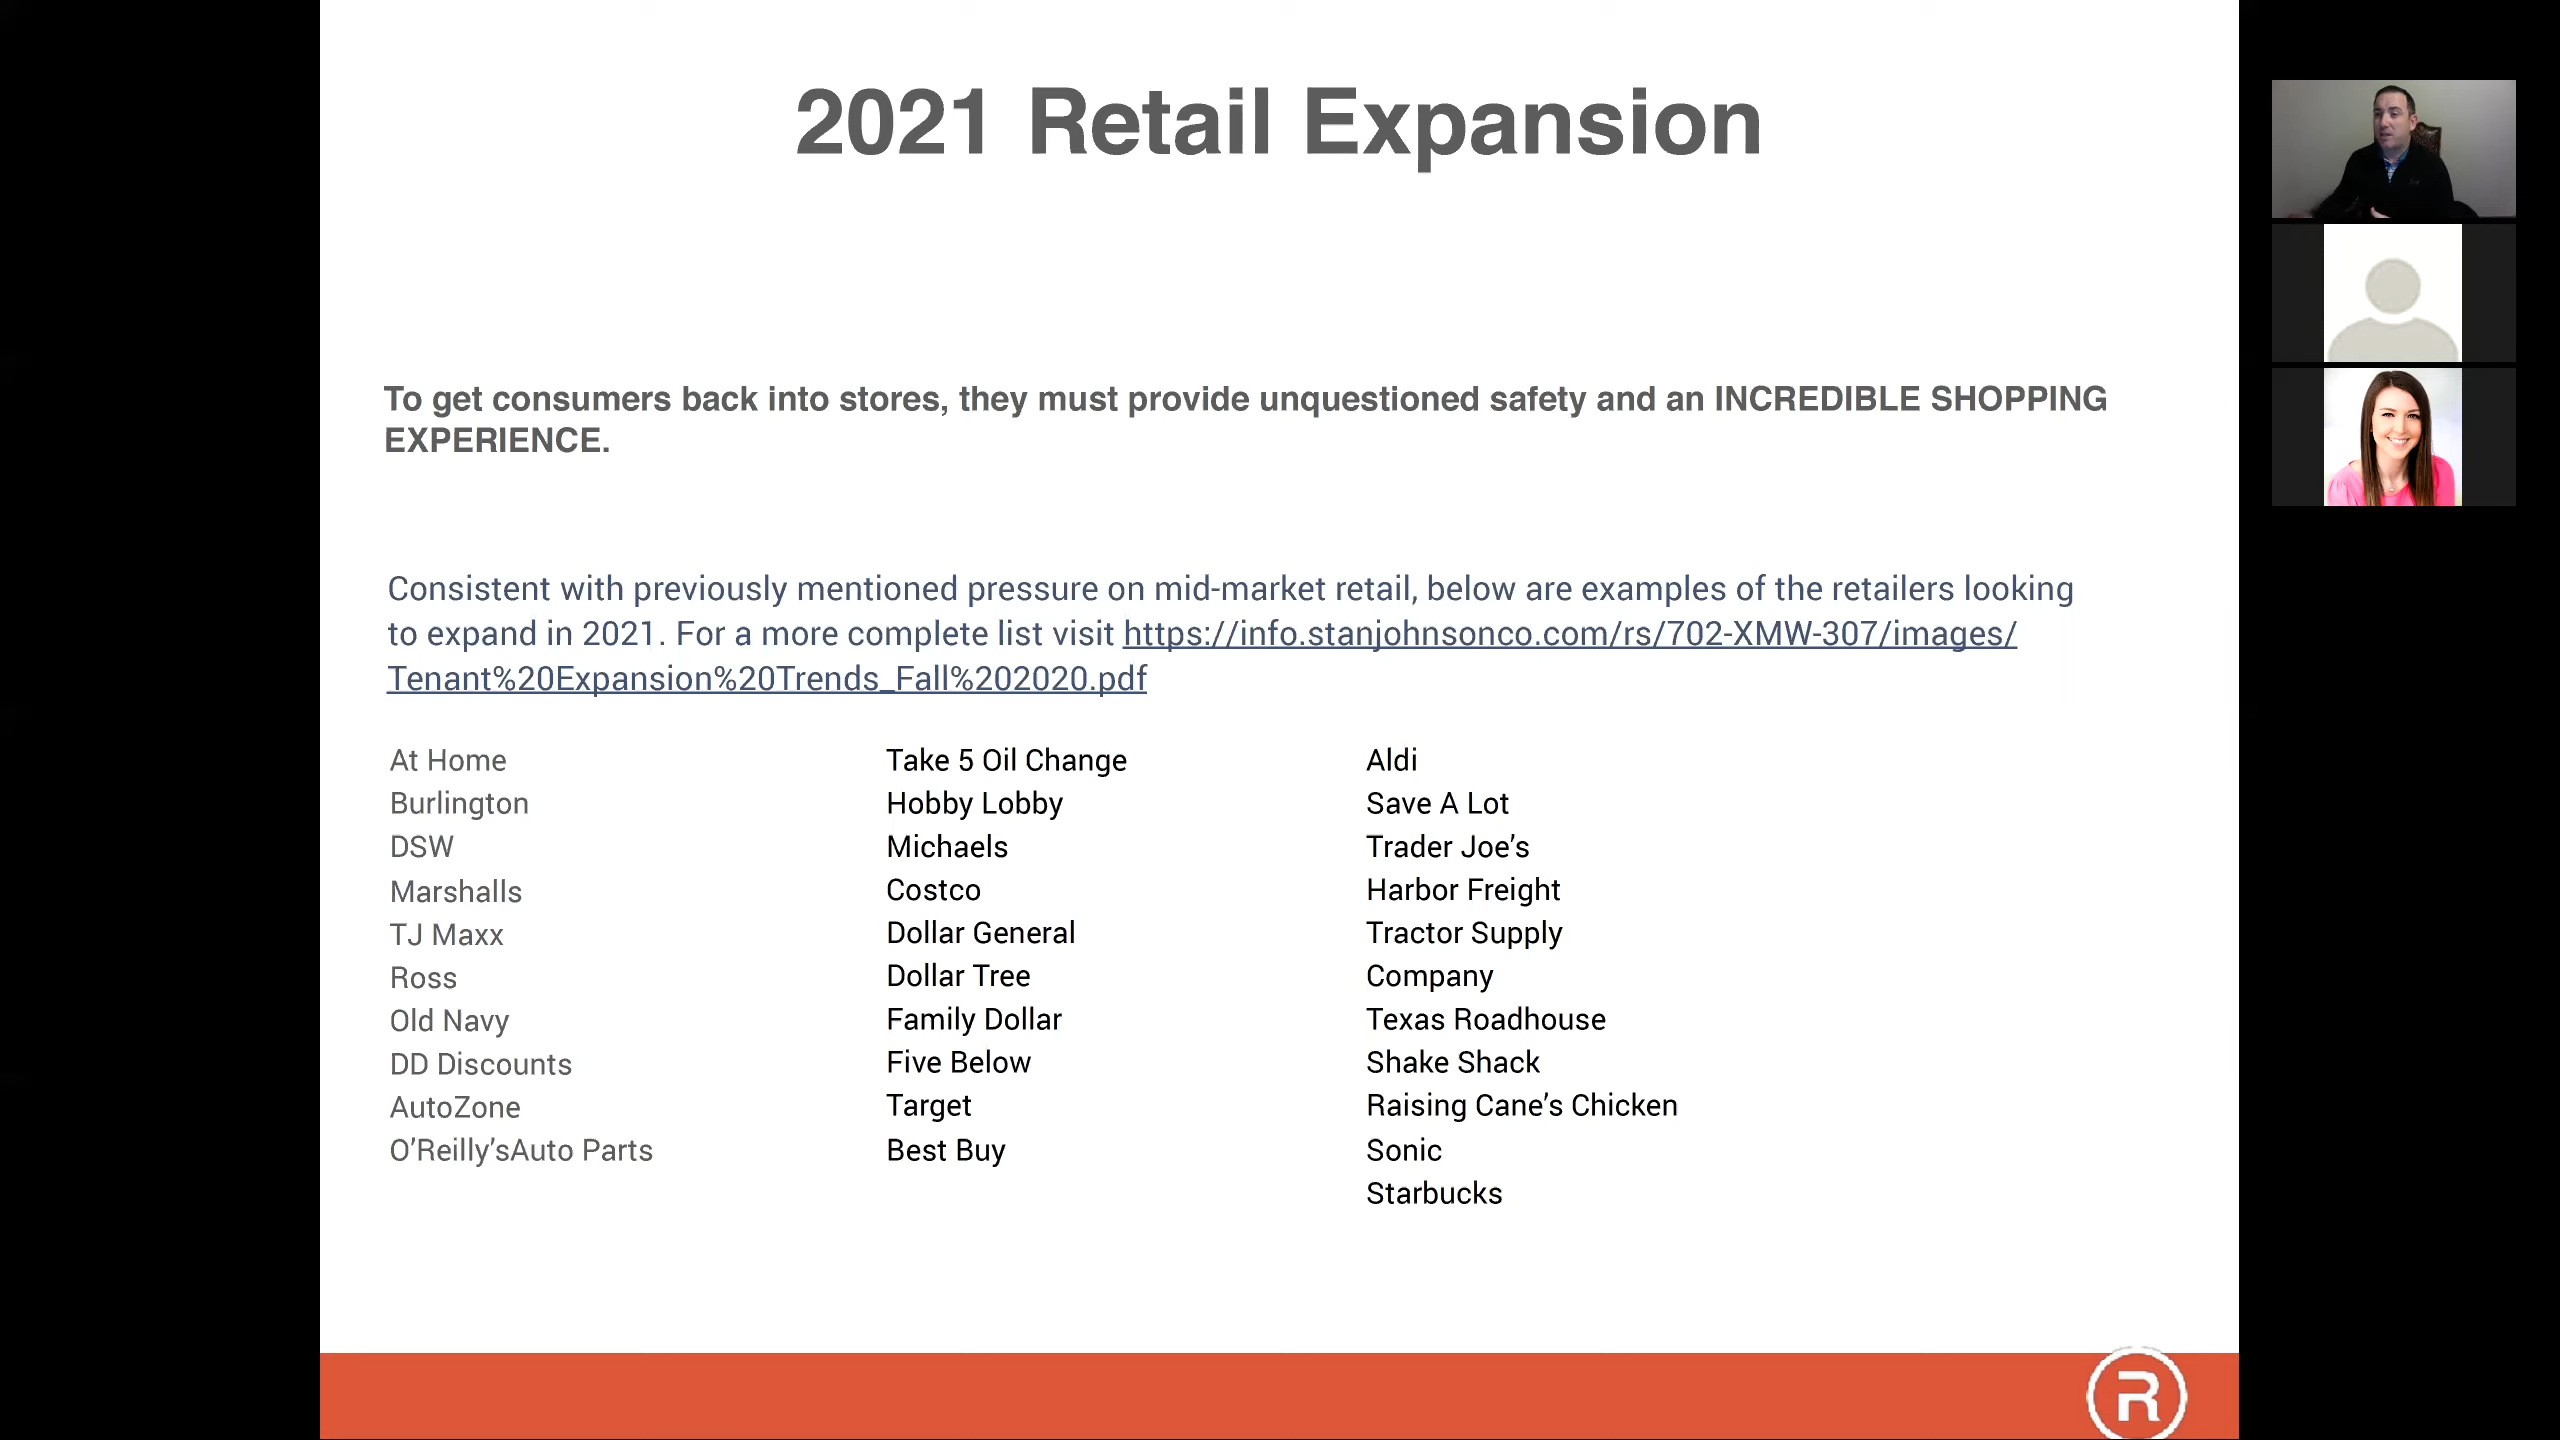 2021 Retail Expansion
To get consumers back into stores, they must provide unquestioned safety and an INCREDIBLE SHOPPING
EXPERIENCE.
Consistent with previously mentioned pressure on mid-market retail, below are examples of the retailers looking
to expand in 2021. For a more complete list visit https://info.stanjohnsonco.com/rs/702-XMW-307/images/
Tenant%20Expansion%20Trends_Fall%202020.pdf
At Home
Burlington
DSW
Marshalls
TJ Maxx
Ross
Old Navy
DD Discounts
AutoZone
O’Reilly’sAuto Parts
Take 5 Oil Change
Hobby Lobby
Michaels
Costco
Dollar General
Dollar Tree
Family Dollar
Five Below
Target
Best Buy
Aldi
Save A Lot
Trader Joe’s
Harbor Freight
Tractor Supply
Company
Texas Roadhouse
Shake Shack
Raising Cane’s Chicken
Sonic
Starbucks
R